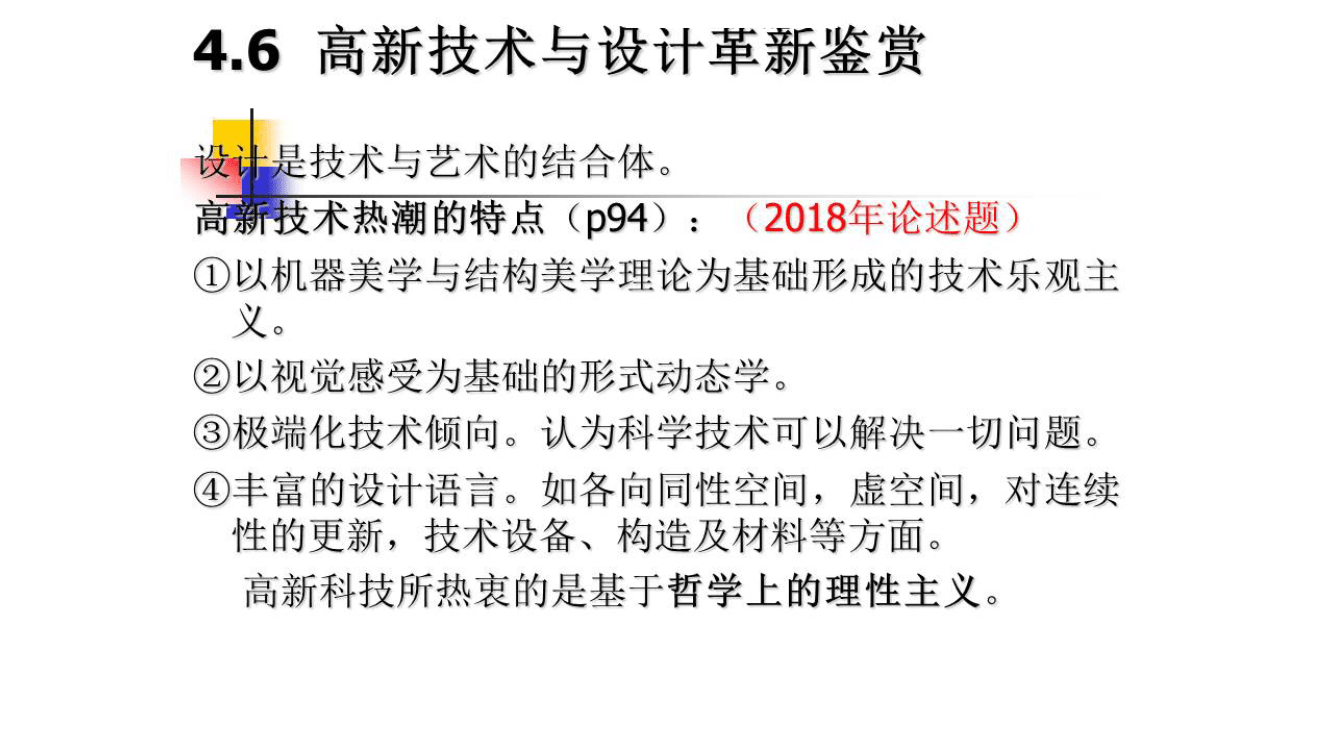 4.6 高新技术与设计革新鉴赏
设计是技术与艺术的结合体。
高新技术热潮的特点（p94）：（2018年论述题）
①以机器美学与结构美学理论为基础形成的技术乐观主
义。
②以视觉感受为基础的形式动态学。
③极端化技术倾向。认为科学技术可以解决一切问题。
④丰富的设计语言。如各向同性空间，虚空间，对连续
性的更新，技术设备、构造及材料等方面。
高新科技所热衷的是基于哲学上的理性主义。